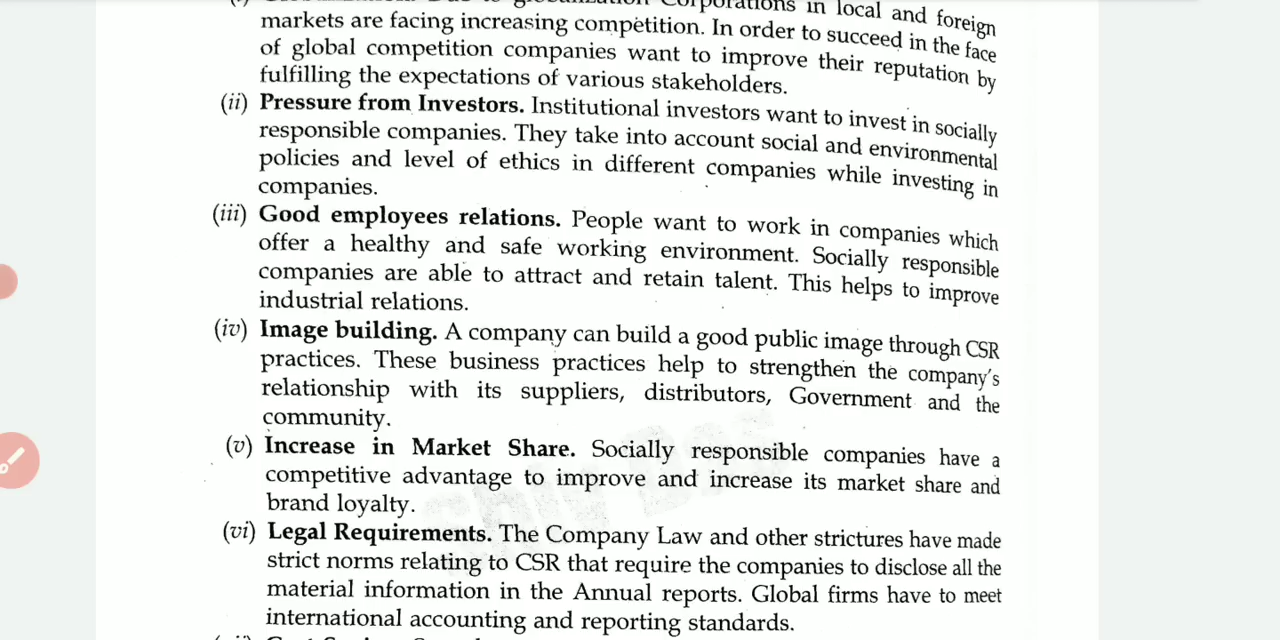 Corporations in local and foreign
markets are facing increasing competition. In order to succeed in the face
of global competition companies want to improve their reputation by
fulfilling the expectations of various stakeholders.
(ii) Pressure from Investors. Institutional investors want to invest in socially
responsible companies. They take into account social and environmental
policies and level of ethics in different companies while investing in
companies.
(iii) Good employees relations. People want to work in companies which
offer a healthy and safe working environment. Socially responsible
companies are able to attract and retain talent. This helps to improve
industrial relations.
(iv) Image building. A company can build a good public image through CSR
practices. These business practices help to strengthen the company's
relationship with its suppliers, distributors, Government and the
community.
(v) Increase in Market Share. Socially responsible companies have a
competitive advantage to improve and increase its market share and
brand loyalty.
(vi) Legal Requirements. The Company Law and other strictures have made
strict norms relating to CSR that require the companies to disclose all the
material information in the Annual reports. Global firms have to meet
international accounting and reporting standards.